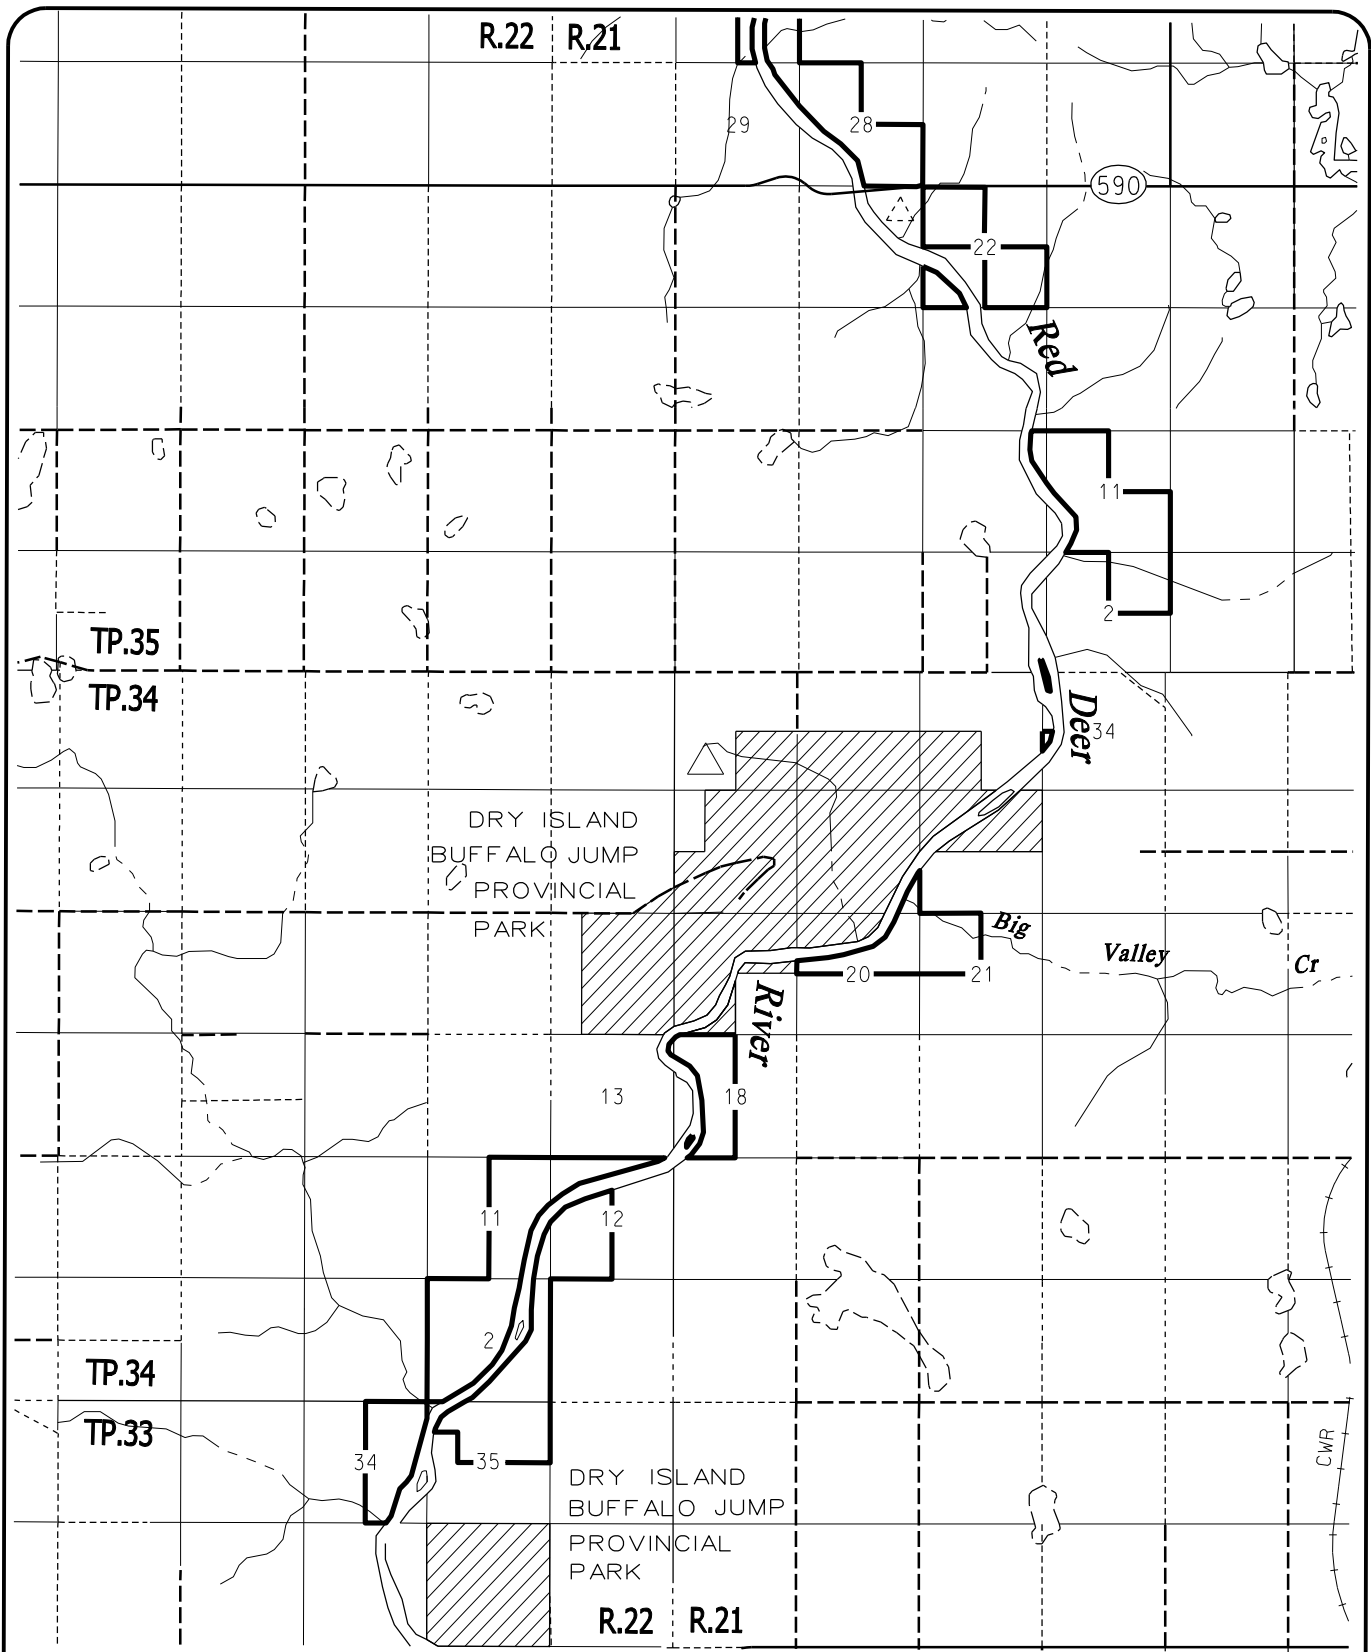 R.22 R.21
29
28
590
22
Red
11
2
TP.35
TP.34
Deer
34
DRY ISLAND
BUFFALO JUMP
PROVINCIAL
PARK
Big
Valley
Cr
20
21
River
13
18
11
12
2
TP.34
TP.33
34
35
CWR
DRY ISLAND
BUFFALO JUMP
PROVINCIAL
PARK
R.22 R.21